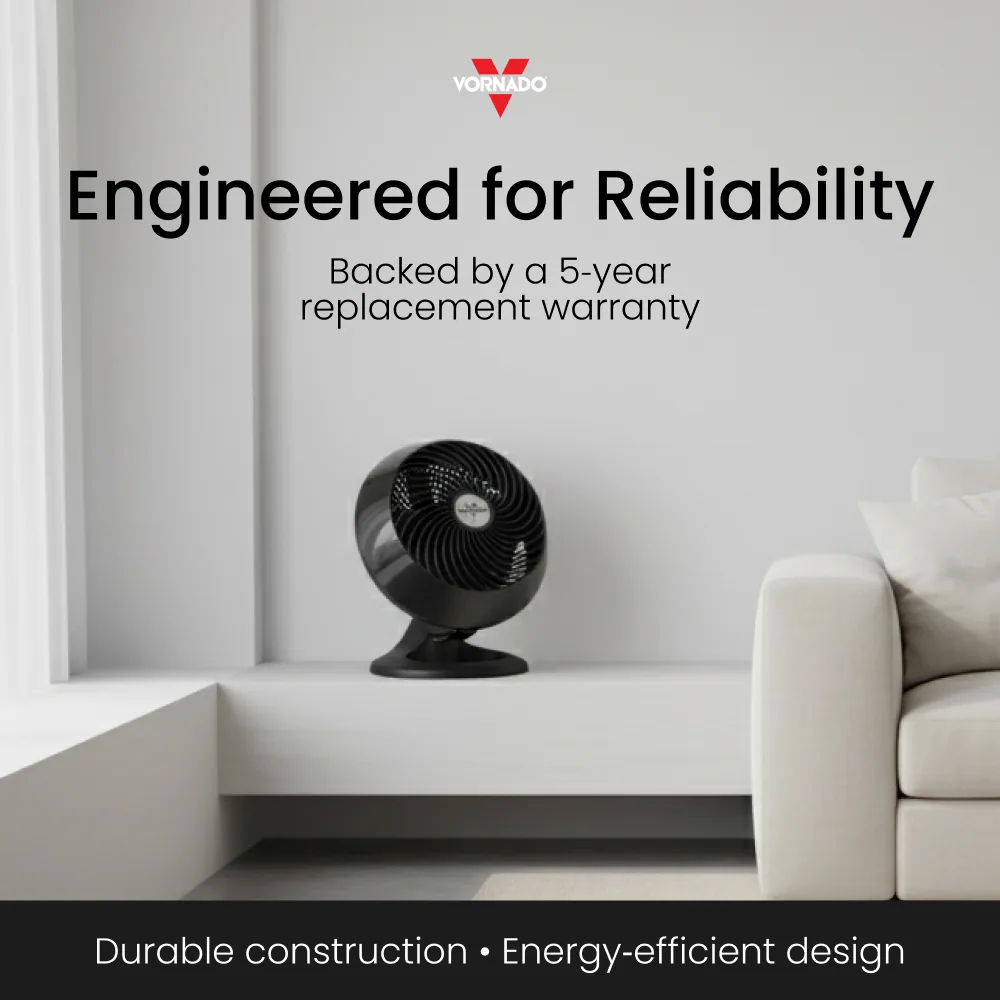 VORNADO
Engineered for Reliability
Backed by a 5-year
replacement warranty
Durable construction • Energy-efficient design